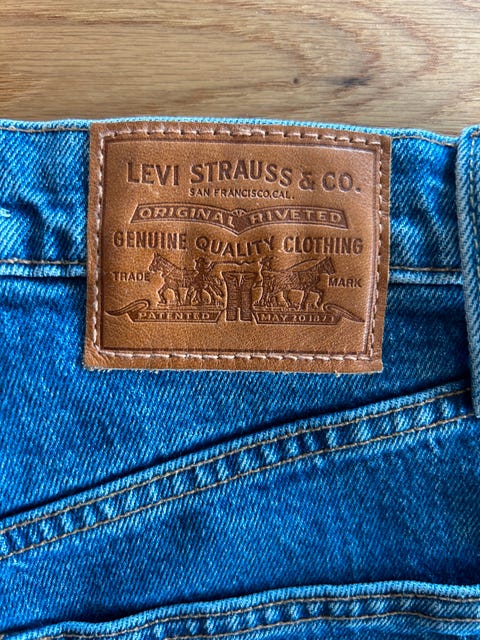 LEVI STRAUSS & CO.
SAN FRANCISCO, CAL.
ORIGINAL RIVETED
GENUINE QUALITY CLOTHING
TRADE MARK
PATENTED MAY 20 1873